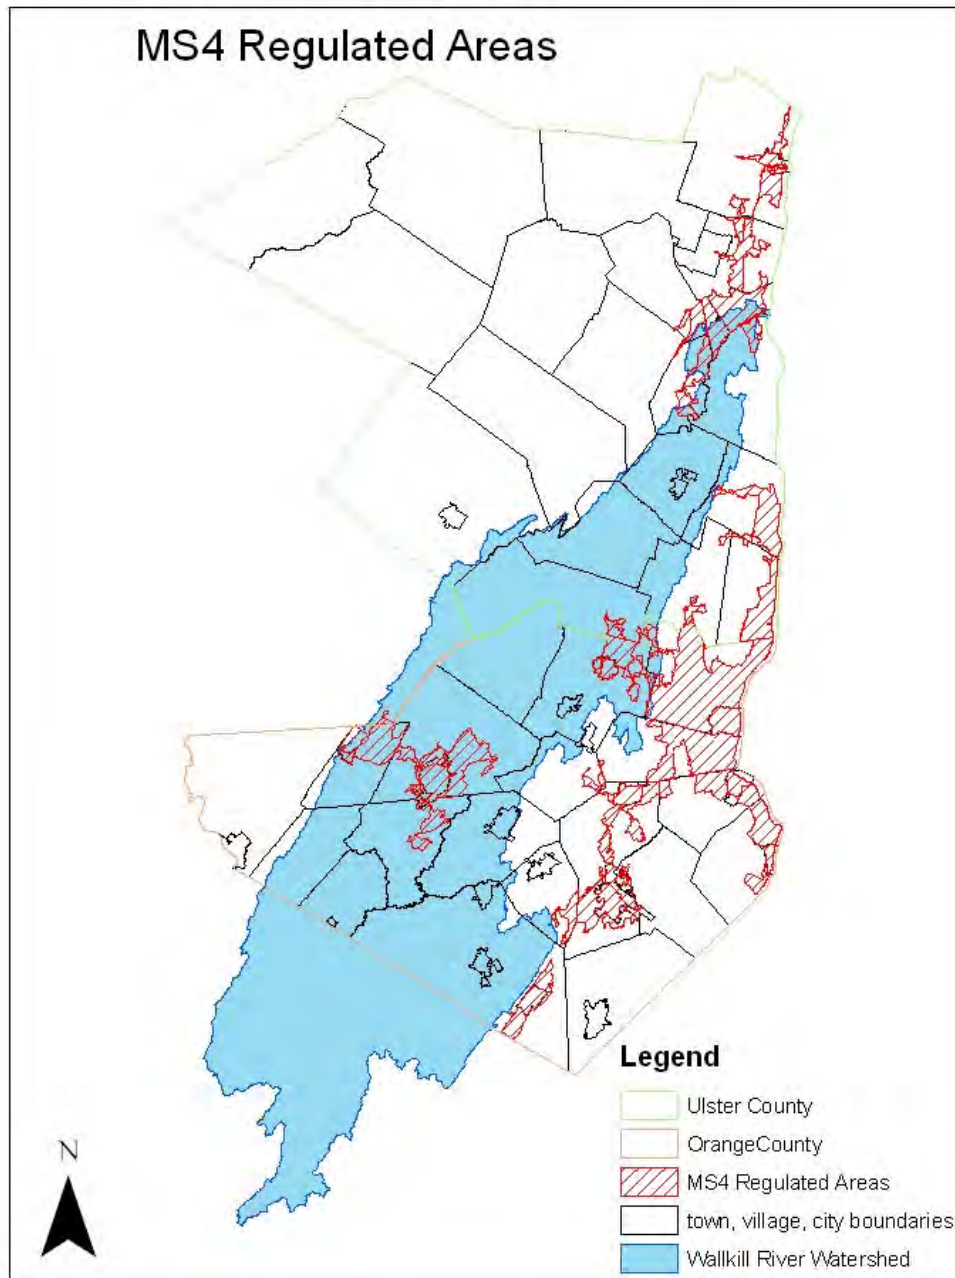 MS4 Regulated Areas
Legend
Ulster County
OrangeCounty
MS4 Regulated Areas
town, village, city boundaries
Wallkill River Watershed
N